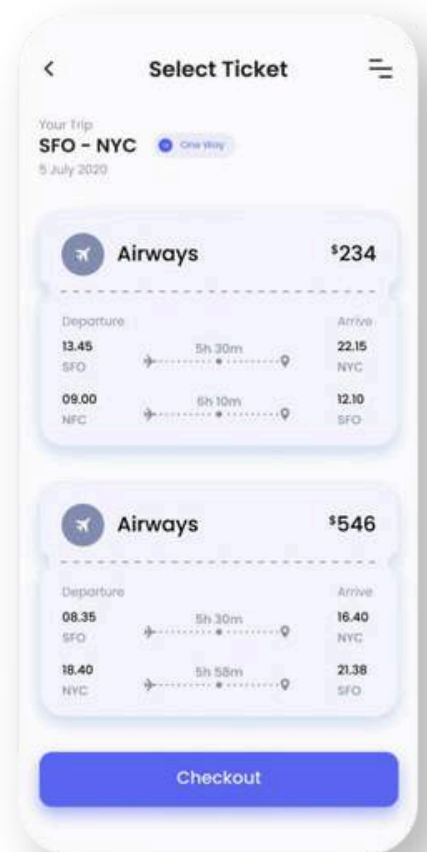 Select Ticket
Your Trip
SFO - NYC One Way
5 July 2020
Airways $234
Departure Arrive
13.45 5h 30m 22.15
SFO NYC
09.00 6h 10m 12.10
NFC SFO
Airways $546
Departure Arrive
08.35 5h 30m 16.40
SFO NYC
18.40 5h 58m 21.38
NYC SFO
Checkout